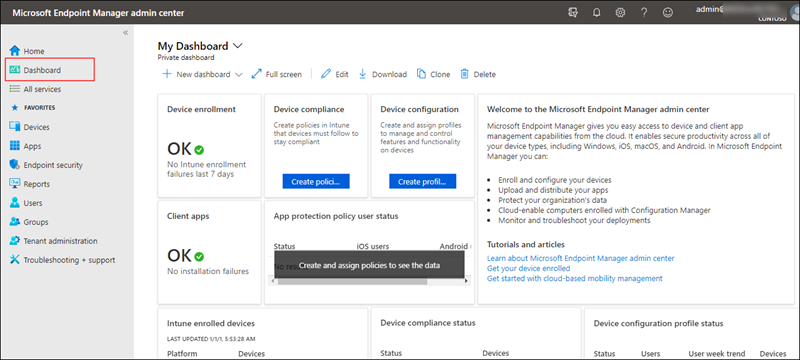 Microsoft Endpoint Manager admin center
admin@
CONTOSO
Home
Dashboard
All services
FAVORITES
Devices
Apps
Endpoint security
Reports
Users
Groups
Tenant administration
Troubleshooting + support
My Dashboard
Private dashboard
New dashboard
Full screen
Edit
Download
Clone
Delete
Device enrollment
OK
No Intune enrollment
failures last 7 days
Device compliance
Create policies in Intune
that devices must follow to
stay compliant
Create polici...
Device configuration
Create and assign profiles
to manage and control
features and functionality
on devices
Create profil...
Welcome to the Microsoft Endpoint Manager admin center
Microsoft Endpoint Manager gives you easy access to device and client app
management capabilities from the cloud. It enables secure productivity across all of
your device types, including Windows, iOS, macOS, and Android. In Microsoft Endpoint
Manager you can:
• Enroll and configure your devices
• Upload and distribute your apps
• Protect your organization's data
• Cloud-enable computers enrolled with Configuration Manager
• Monitor and troubleshoot your deployments
Tutorials and articles
Learn about Microsoft Endpoint Manager admin center
Get your device enrolled
Get started with cloud-based mobility management
Client apps
OK
No installation failures
App protection policy user status
Status iOS users Android
No
Create and assign policies to see the data
Intune enrolled devices
LAST UPDATED 1/1/1, 5:53:28 AM
Platform Devices
Device compliance status
Status Devices
Device configuration profile status
Status Users User week trend Devices